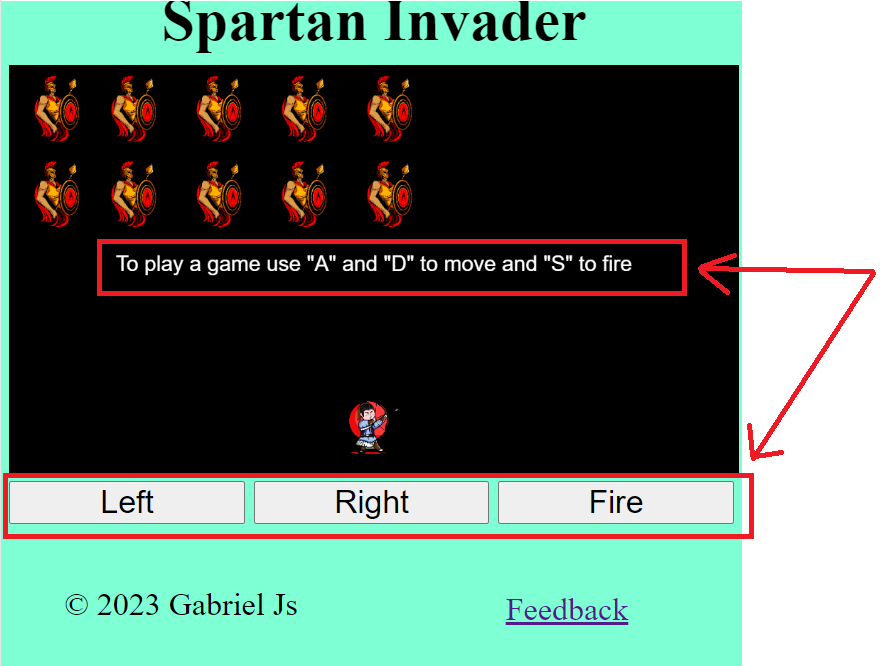 Spartan Invader
To play a game use "A" and "D" to move and "S" to fire
Left Right Fire
© 2023 Gabriel Js
Feedback